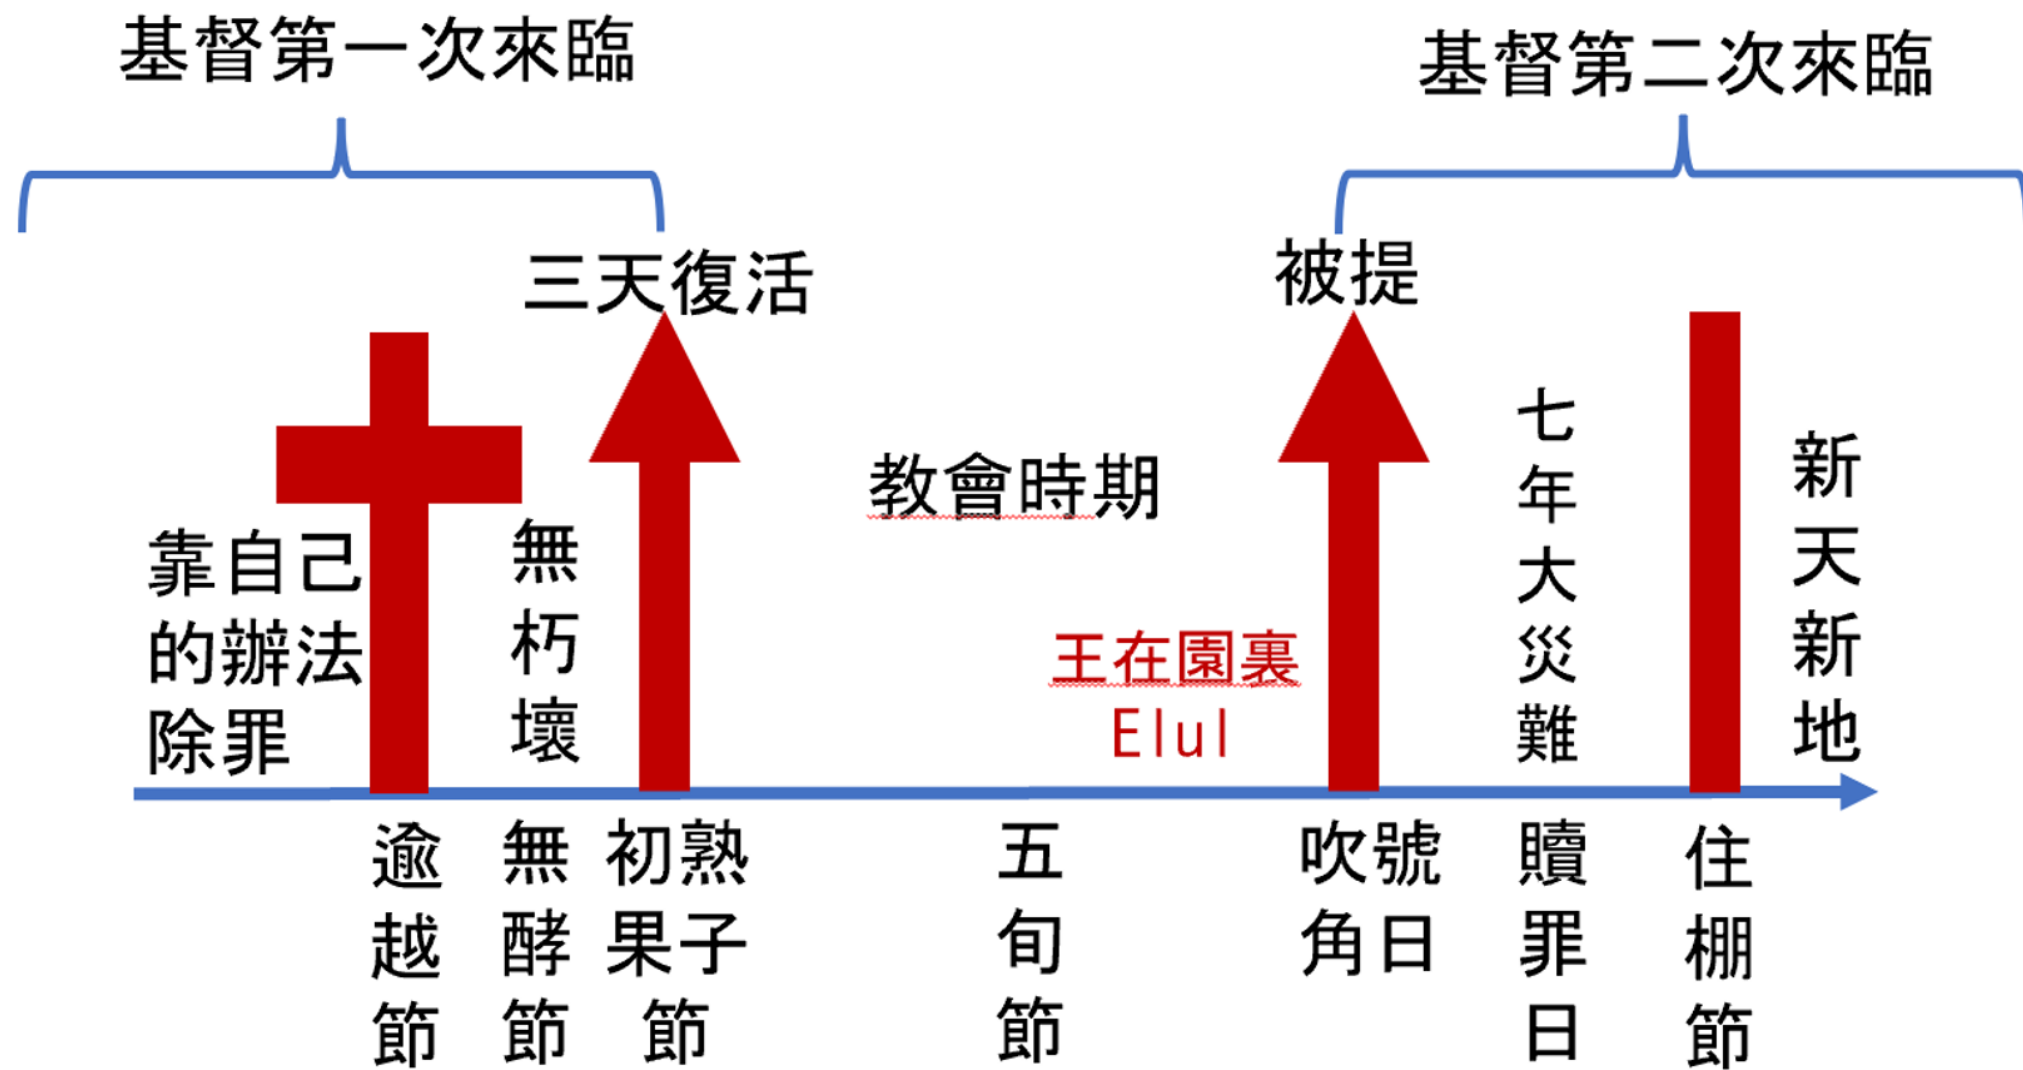 基督第一次來臨
基督第二次來臨
三天復活
被提
靠自己
的辦法
除罪
無朽壞
教會時期
王在園裏
Elul
七年大災難
新天新地
逾越節
無酵節
初熟
果子
節
五旬節
吹號
角日
贖罪日
住棚節